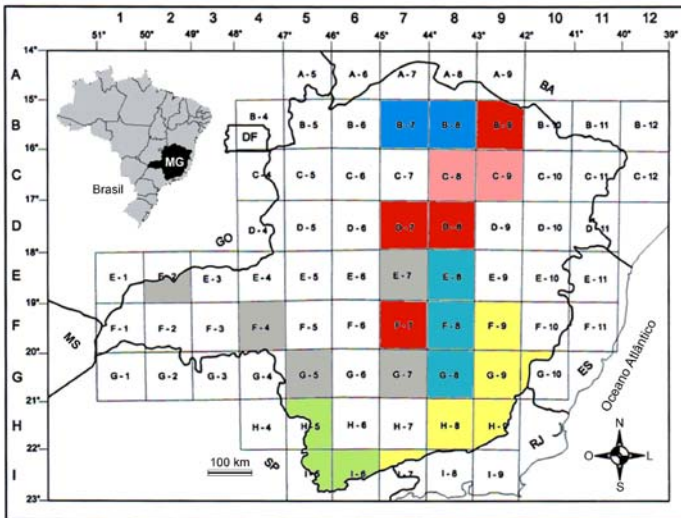 1 2 3 4 5 6 7 8 9 10 11 12
51° 50° 49° 48° 47° 46° 45° 44° 43° 42° 41° 40° 39°
14°
A A-5 A-6 A-7 A-8 A-9 BA
15°
B B-4 B-5 B-6 B-7 B-8 B-9 B-10 B-11 B-12
DF
16°
MG
Brasil
C C-4 C-5 C-6 C-7 C-8 C-9 C-10 C-11 C-12
17°
D D-4 D-5 D-6 D-7 D-8 D-9 D-10 D-11
GO
18°
E E-1 E-2 E-3 E-4 E-5 E-6 E-7 E-8 E-9 E-10 E-11
19°
F F-1 F-2 F-3 F-4 F-5 F-6 F-7 F-8 F-9 F-10 F-11
MS
20°
G G-1 G-2 G-3 G-4 G-5 G-6 G-7 G-8 G-9 G-10 ES
Oceano Atlântico
21°
H H-4 H-5 H-6 H-7 H-8 H-9 RJ
22°
100 km SP
I I-5 I-6 I-7 I-8 I-9
23°
N
O L
S